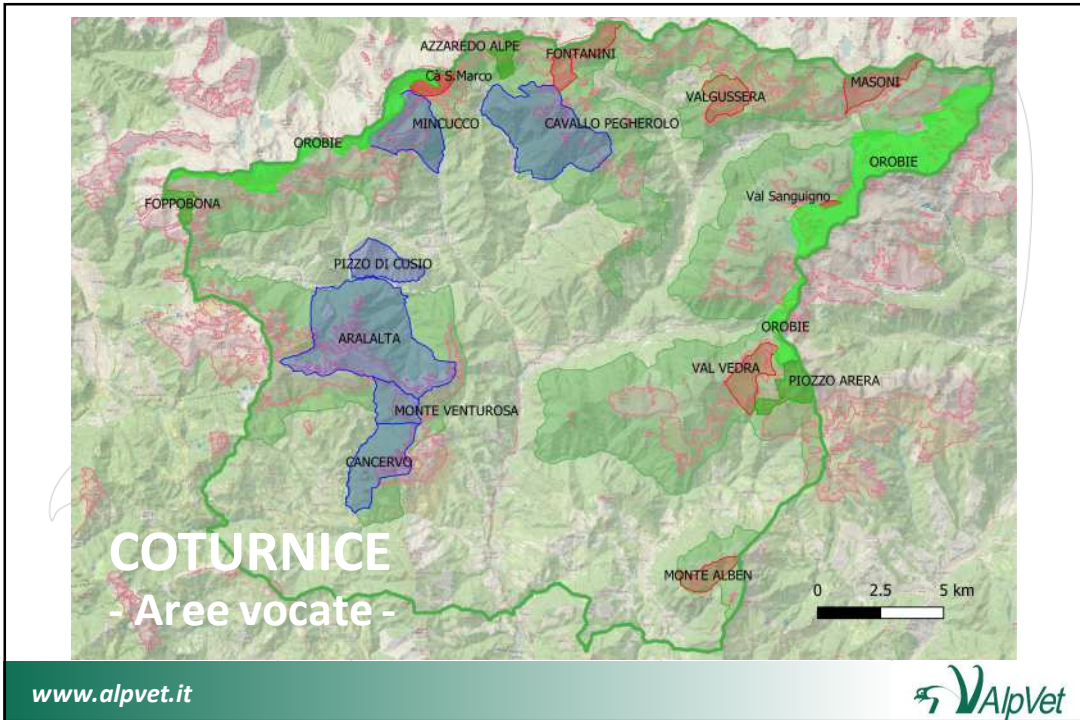 AZZAREDO ALPE
FONTANINI
Cà S.Marco
MASONI
VALGUSSERA
MINCUCCO
CAVALLO PEGHEROLO
OROBIE
OROBIE
Val Sanguigno
FOPPOBONA
PIZZO DI CUSIO
OROBIE
ARALALTA
VAL VEDRA
PIOZZO ARERA
MONTE VENTUROSA
CANCERVO
COTURNICE
- Aree vocate -
MONTE ALBEN
0 2.5 5 km
www.alpvet.it
AlpVet